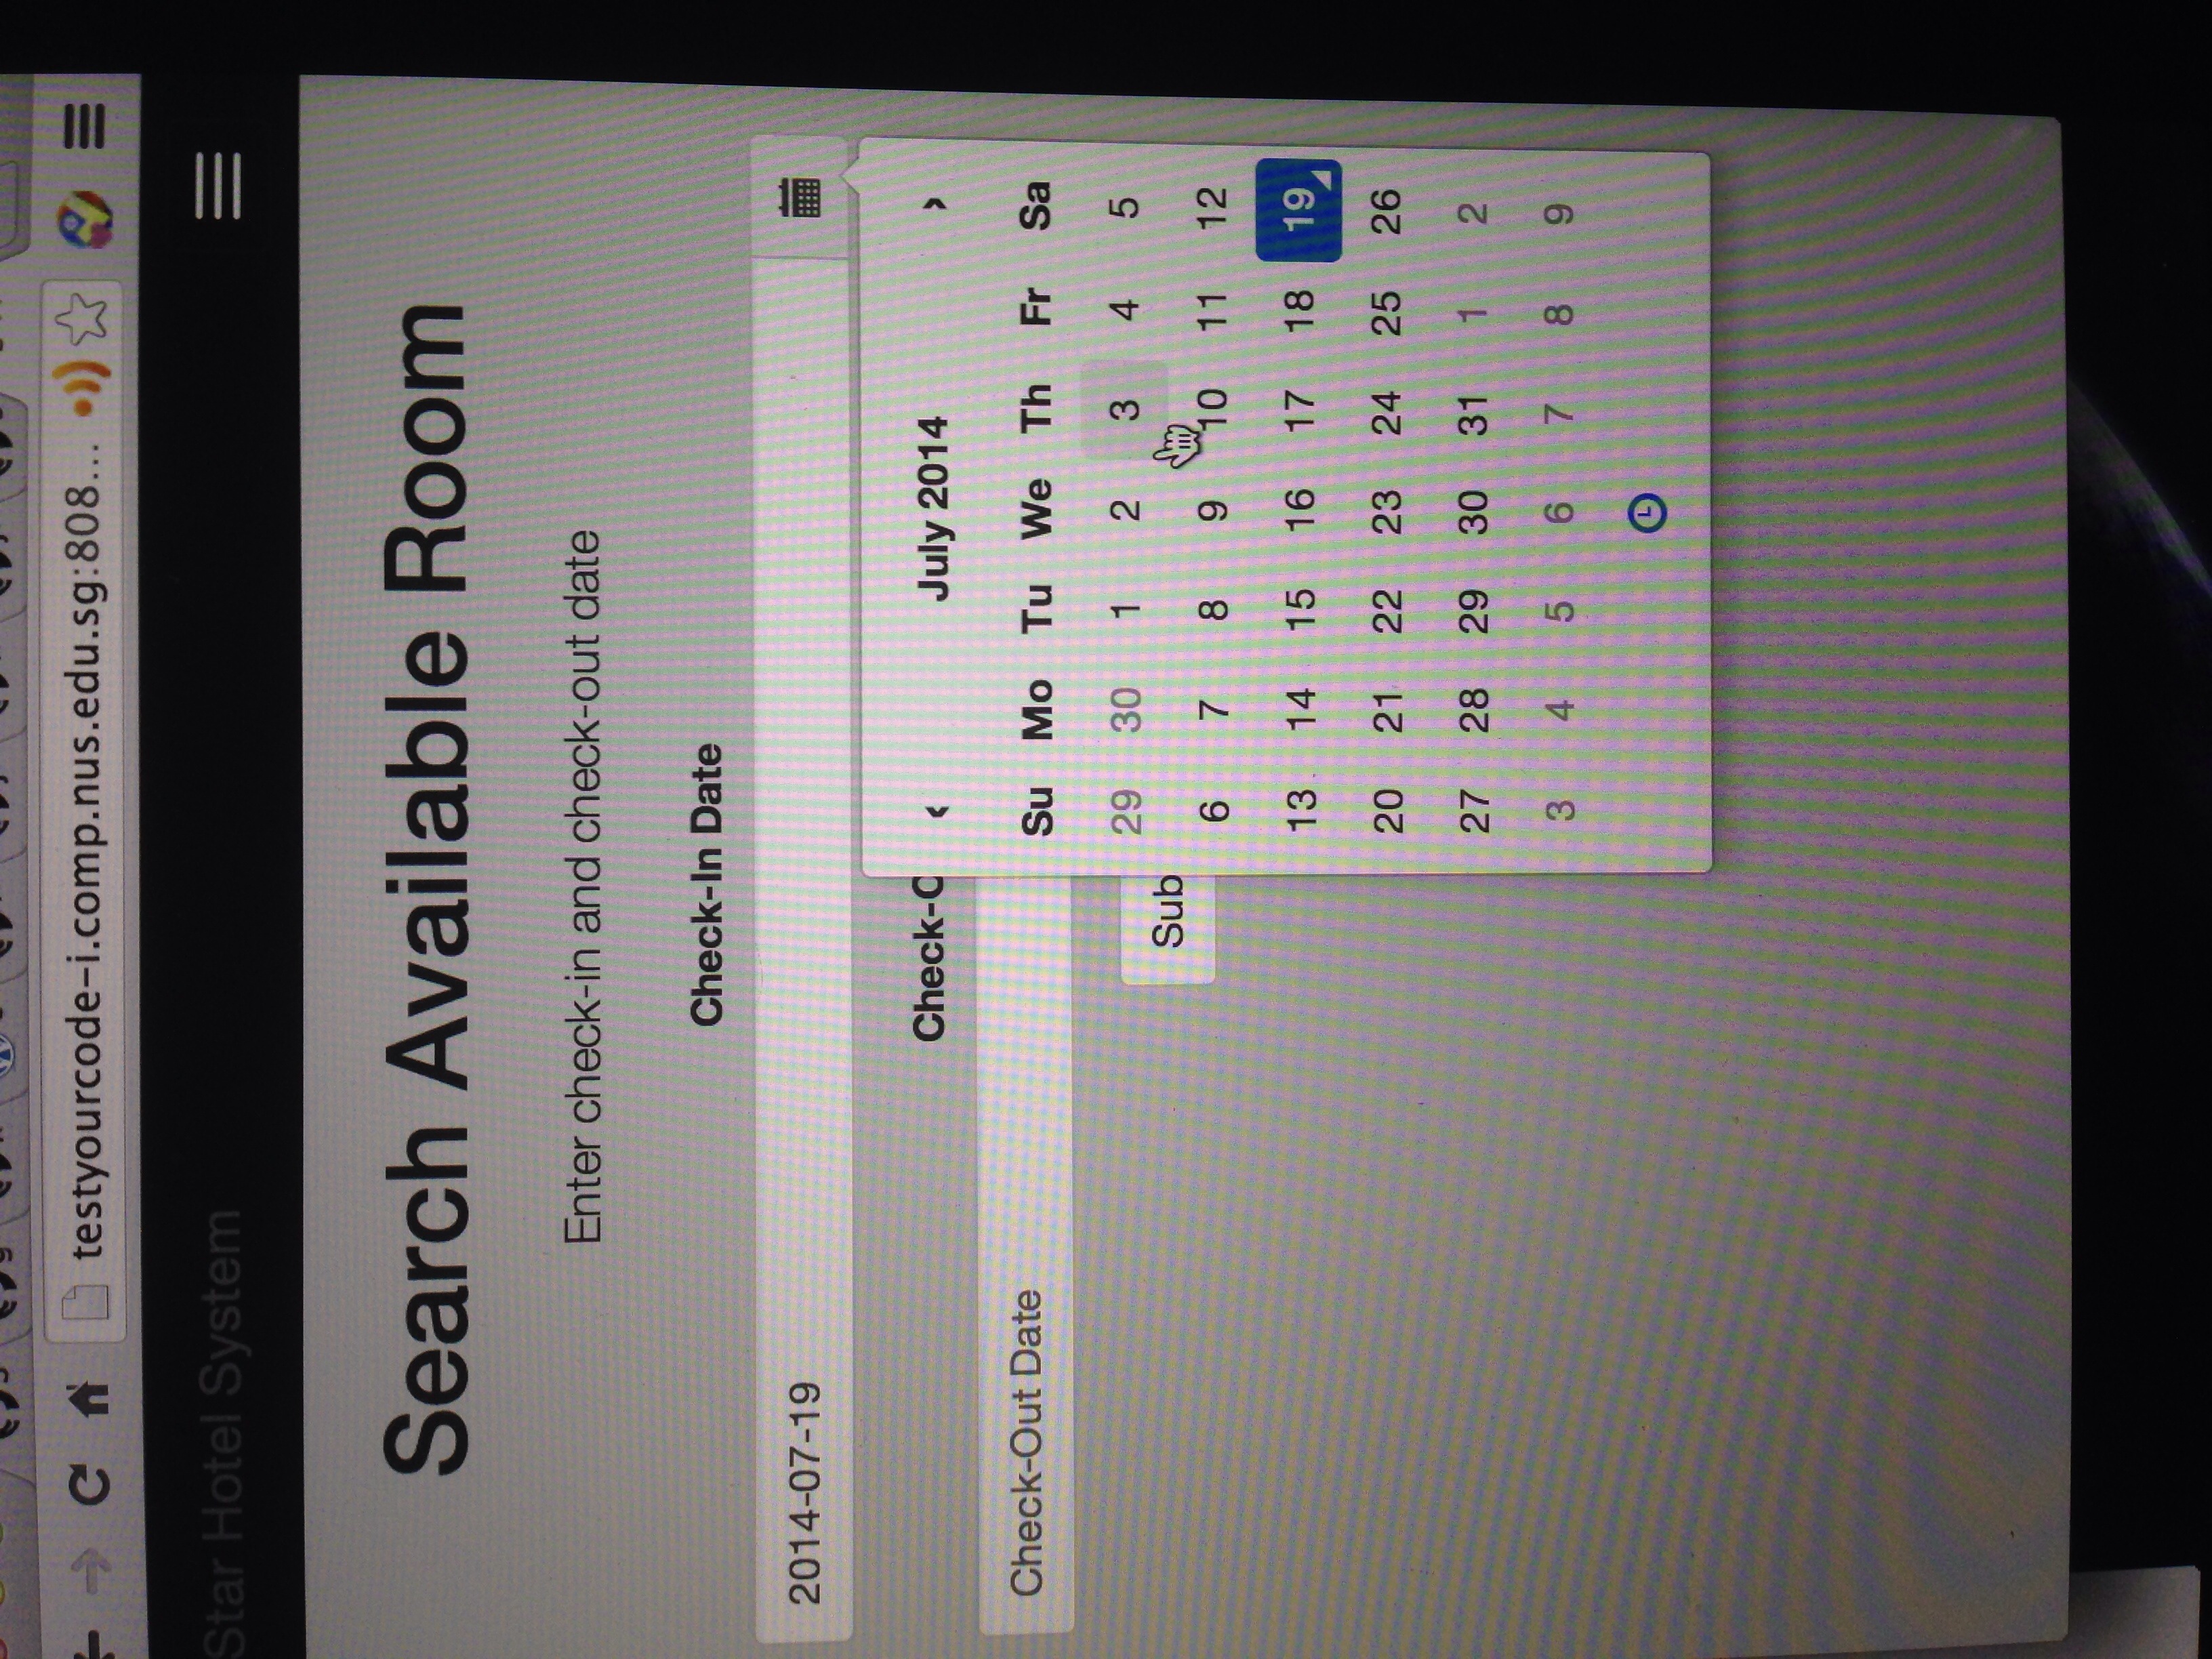 testyourcode-i.comp.nus.edu.sg:808...
Star Hotel System
Search Available Room
Enter check-in and check-out date
Check-In Date
2014-07-19
Check-O
Check-Out Date
Sub
‹ July 2014 ›
Su Mo Tu We Th Fr Sa
29 30 1 2 3 4 5
6 7 8 9 10 11 12
13 14 15 16 17 18 19
20 21 22 23 24 25 26
27 28 29 30 31 1 2
3 4 5 6 7 8 9